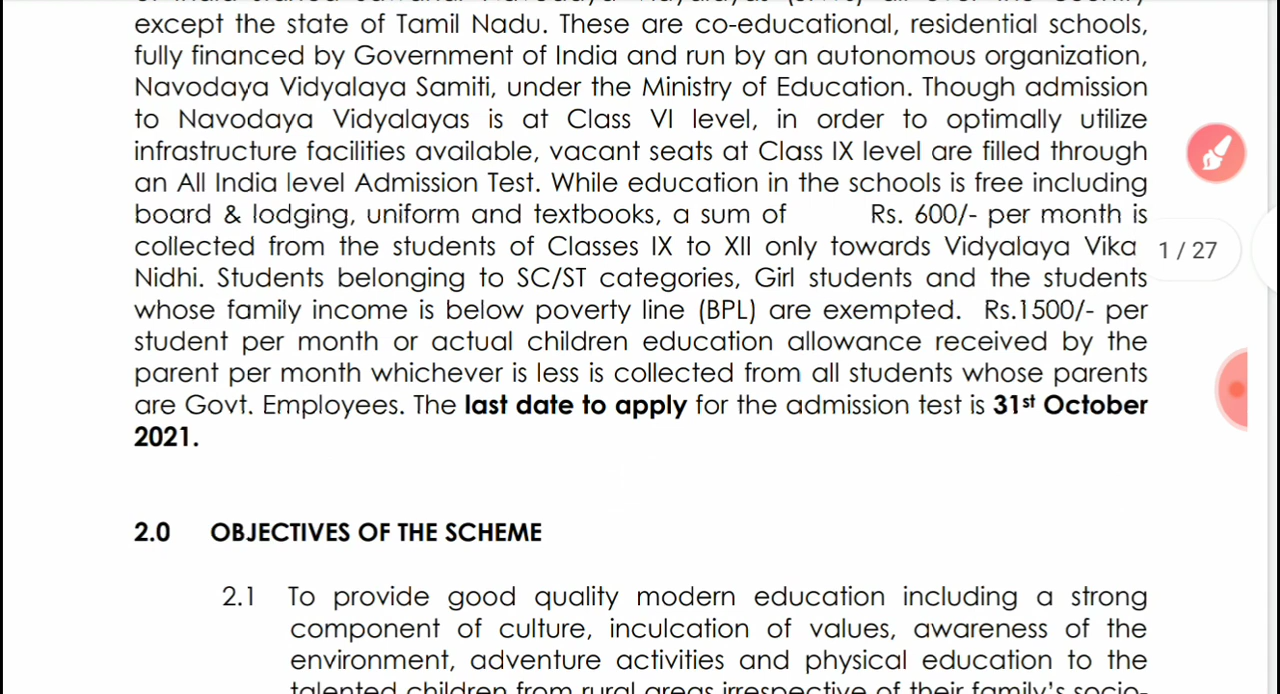 except the state of Tamil Nadu. These are co-educational, residential schools,
fully financed by Government of India and run by an autonomous organization,
Navodaya Vidyalaya Samiti, under the Ministry of Education. Though admission
to Navodaya Vidyalayas is at Class VI level, in order to optimally utilize
infrastructure facilities available, vacant seats at Class IX level are filled through
an All India level Admission Test. While education in the schools is free including
board & lodging, uniform and textbooks, a sum of Rs. 600/- per month is
collected from the students of Classes IX to XII only towards Vidyalaya Vika
1 / 27
Nidhi. Students belonging to SC/ST categories, Girl students and the students
whose family income is below poverty line (BPL) are exempted. Rs.1500/- per
student per month or actual children education allowance received by the
parent per month whichever is less is collected from all students whose parents
are Govt. Employees. The last date to apply for the admission test is 31st October
2021.
2.0 OBJECTIVES OF THE SCHEME
2.1 To provide good quality modern education including a strong
component of culture, inculcation of values, awareness of the
environment, adventure activities and physical education to the
talented children from rural areas irrespective of their family's socio-